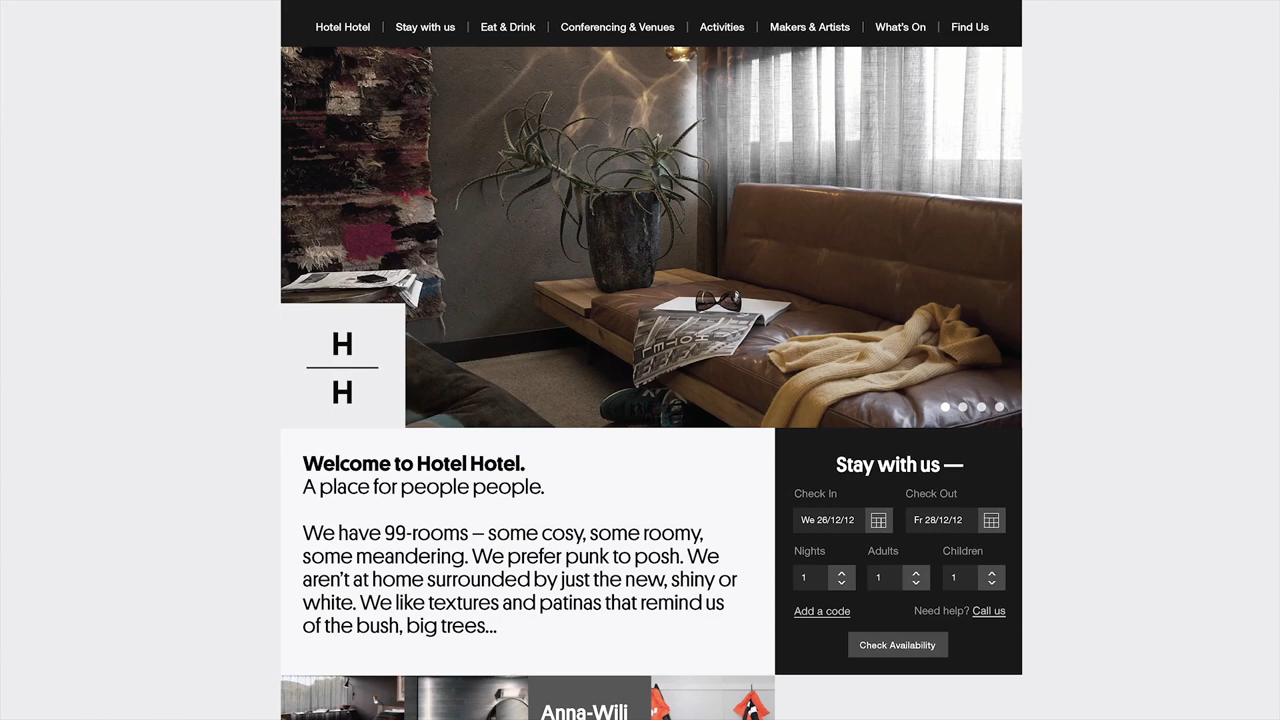 Hotel Hotel | Stay with us | Eat & Drink | Conferencing & Venues | Activities | Makers & Artists | What's On | Find Us
HOTEL
H
H
Welcome to Hotel Hotel.
A place for people people.
We have 99-rooms – some cosy, some roomy,
some meandering. We prefer punk to posh. We
aren't at home surrounded by just the new, shiny or
white. We like textures and patinas that remind us
of the bush, big trees...
Stay with us —
Check In Check Out
We 26/12/12 Fr 28/12/12
Nights Adults Children
1 1 1
Add a code Need help? Call us
Check Availability
Anna-Wili